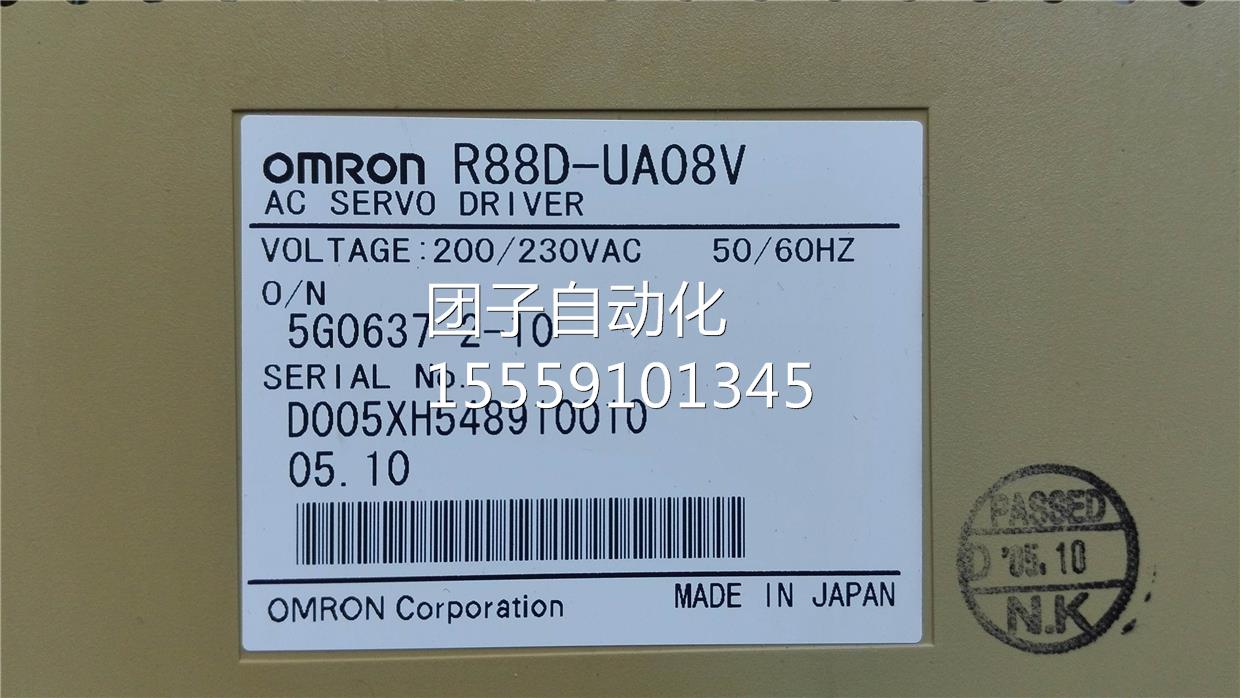 OMRON R88D-UA08V
AC SERVO DRIVER
VOLTAGE:200/230VAC 50/60HZ
O/N
团子自动化
5G0637-2-10
SERIAL No.
15559101345
D005XH548910010
05.10
OMRON Corporation MADE IN JAPAN
PASSED
D '05.10
N.K